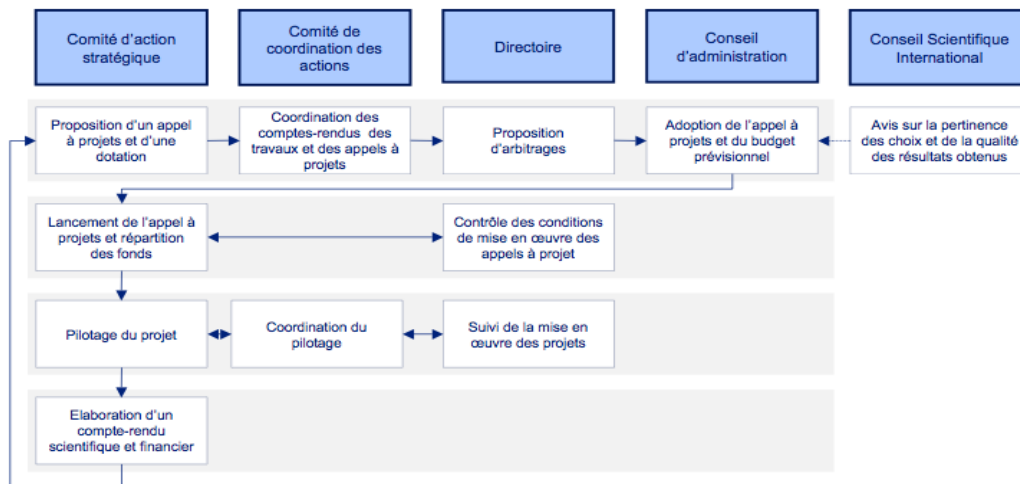 Comité d'action
stratégique
Comité de
coordination des
actions
Directoire
Conseil
d'administration
Conseil Scientifique
International
Proposition d'un appel
à projets et d'une
dotation
Coordination des
comptes-rendus des
travaux et des appels à
projets
Proposition
d'arbitrages
Adoption de l'appel à
projets et du budget
prévisionnel
Avis sur la pertinence
des choix et de la qualité
des résultats obtenus
Lancement de l'appel à
projets et répartition
des fonds
Contrôle des conditions
de mise en œuvre des
appels à projet
Pilotage du projet
Coordination du
pilotage
Suivi de la mise en
œuvre des projets
Elaboration d'un
compte-rendu
scientifique et financier